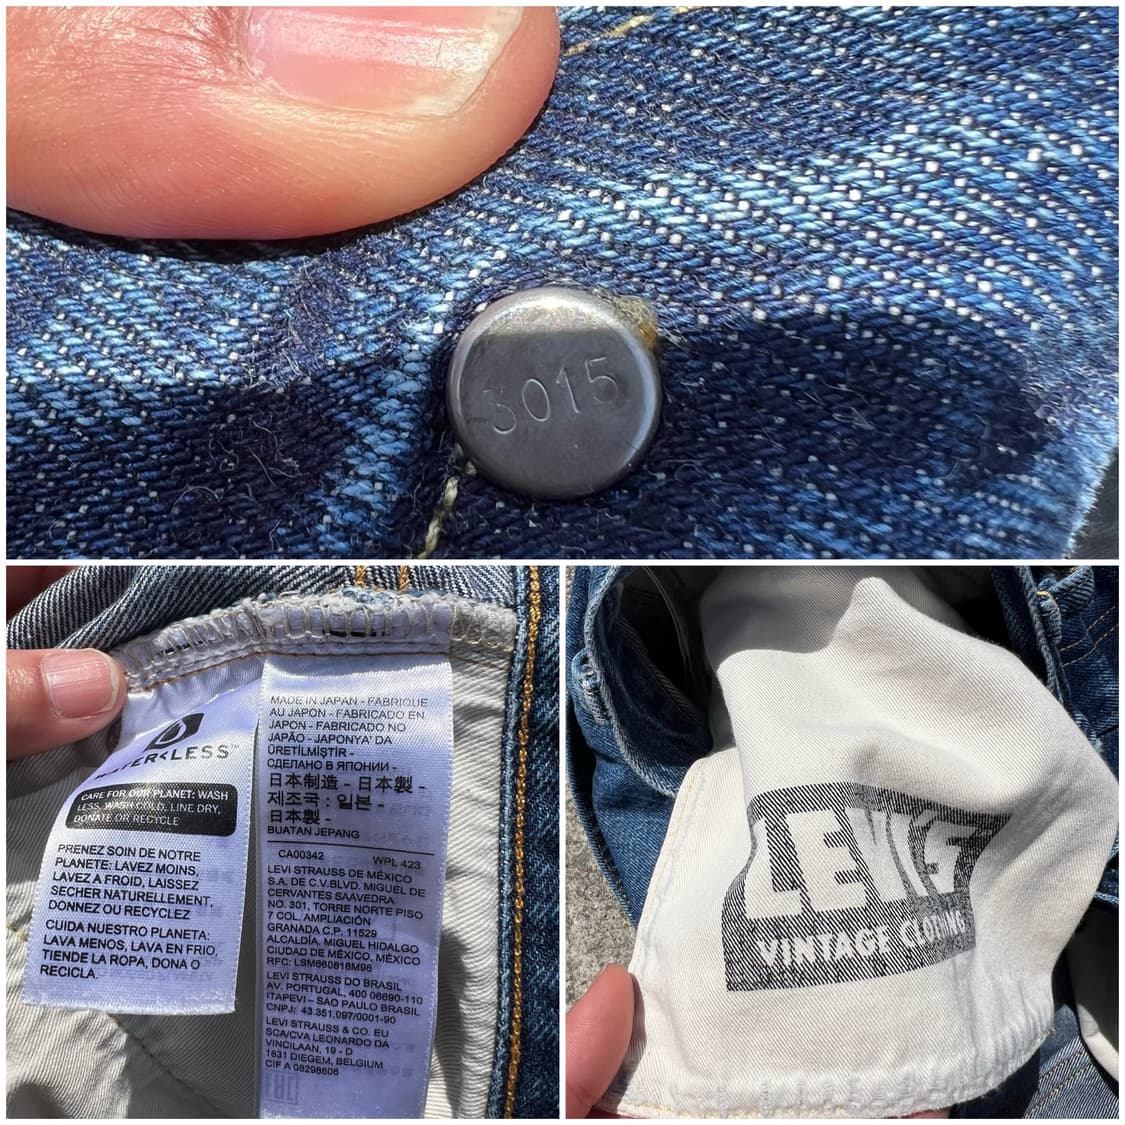 3015
WATER<LESS™
CARE FOR OUR PLANET: WASH
LESS, WASH COLD, LINE DRY,
DONATE OR RECYCLE
PRENEZ SOIN DE NOTRE
PLANETE: LAVEZ MOINS,
LAVEZ A FROID, LAISSEZ
SECHER NATURELLEMENT,
DONNEZ OU RECYCLEZ
CUIDA NUESTRO PLANETA:
LAVA MENOS, LAVA EN FRIO,
TIENDE LA ROPA, DONA O
RECICLA.
MADE IN JAPAN - FABRIQUE
AU JAPON - FABRICADO EN
JAPON - FABRICADO NO
JAPÃO - JAPONYA' DA
ÜRETİLMİŞTİR -
СДЕЛАНО В ЯПОНИИ -
日本制造 - 日本製 -
제조국 : 일본 -
日本製 -
BUATAN JEPANG
CA00342 WPL 423
LEVI STRAUSS DE MÉXICO
S.A. DE C.V.BLVD. MIGUEL DE
CERVANTES SAAVEDRA
NO. 301, TORRE NORTE PISO
7 COL. AMPLIACIÓN
GRANADA C.P. 11529
ALCALDÍA. MIGUEL HIDALGO
CIUDAD DE MÉXICO, MÉXICO
RFC: LSM660818M98
LEVI STRAUSS DO BRASIL
AV. PORTUGAL, 400 06690-110
ITAPEVI – SAO PAULO BRASIL
CNPJ: 43.351.097/0001-90
LEVI STRAUSS & CO. EU
SCA/CVA LEONARDO DA
VINCILAAN, 19 - D
1831 DIEGEM, BELGIUM
CIF A 08298606
EAC
LEVI'S
VINTAGE CLOTHING